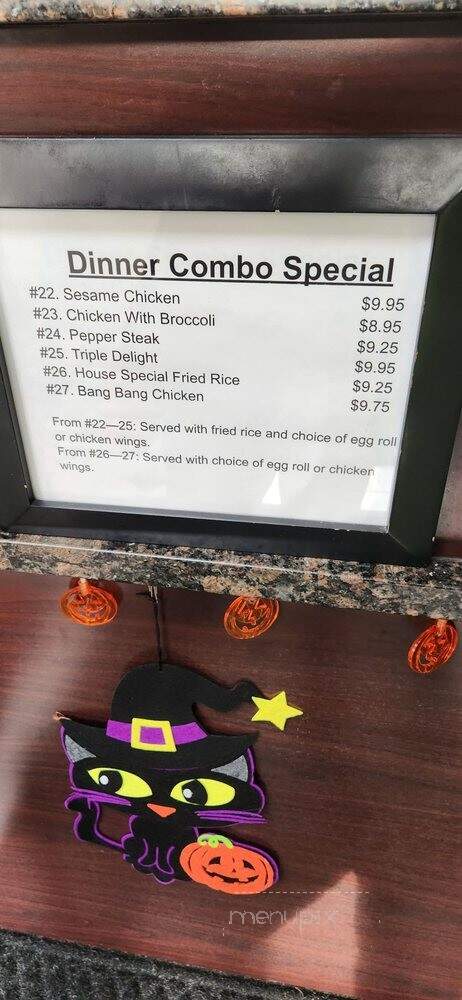 Dinner Combo Special
#22. Sesame Chicken $9.95
#23. Chicken With Broccoli $8.95
#24. Pepper Steak $9.25
#25. Triple Delight $9.95
#26. House Special Fried Rice $9.25
#27. Bang Bang Chicken $9.75
From #22—25: Served with fried rice and choice of egg roll
or chicken wings.
From #26—27: Served with choice of egg roll or chicken
wings.
menupix